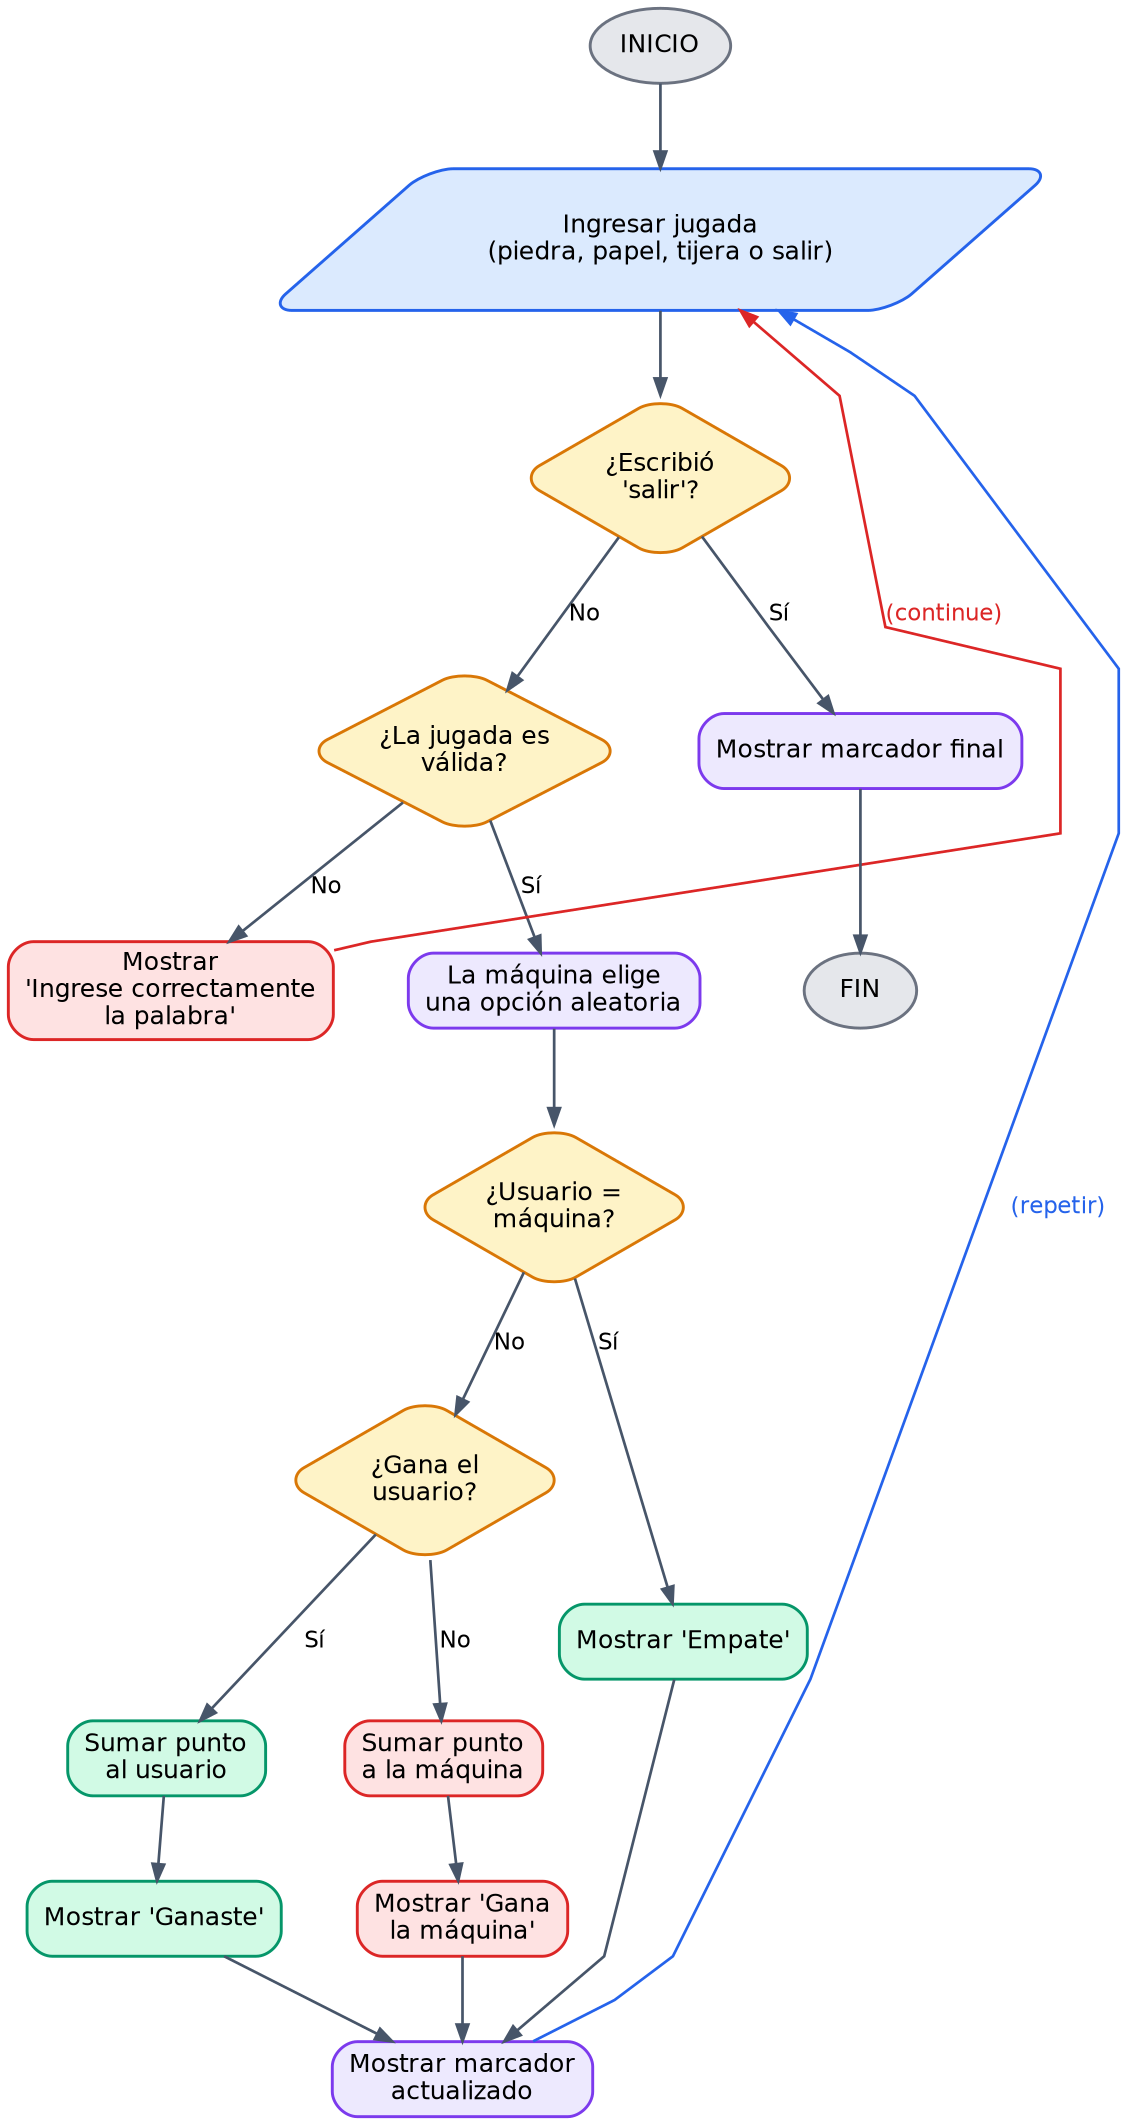 INICIO
Ingresar jugada
(piedra, papel, tijera o salir)
¿Escribió
'salir'?
No
Sí
(continue)
¿La jugada es
válida?
Mostrar marcador final
No
Sí
Mostrar
'Ingrese correctamente
la palabra'
La máquina elige
una opción aleatoria
FIN
¿Usuario =
máquina?
(repetir)
No
Sí
¿Gana el
usuario?
Sí
No
Mostrar 'Empate'
Sumar punto
al usuario
Sumar punto
a la máquina
Mostrar 'Ganaste'
Mostrar 'Gana
la máquina'
Mostrar marcador
actualizado